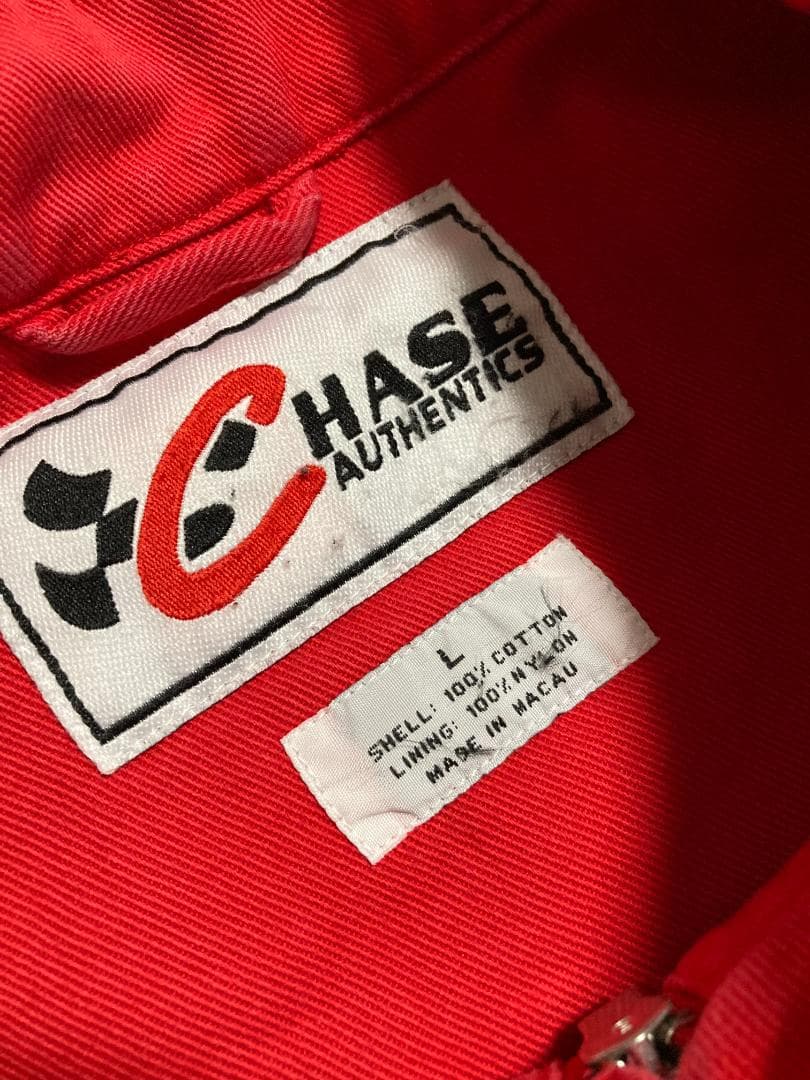 CHASE
AUTHENTICS
L
SHELL: 100% COTTON
LINING: 100% NYLON
MADE IN MACAU